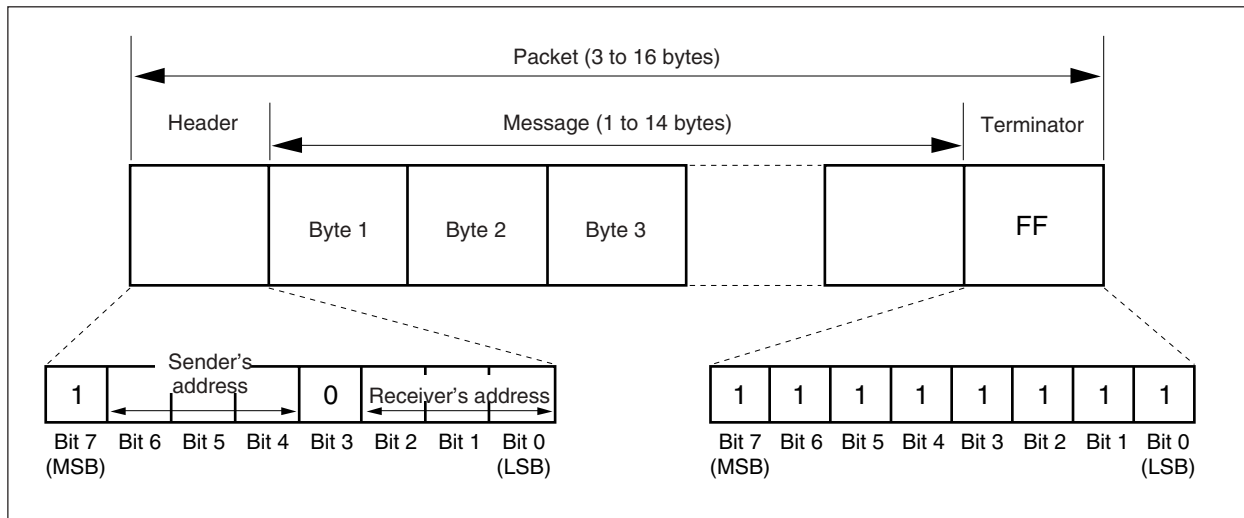 Packet (3 to 16 bytes)
Header
Message (1 to 14 bytes)
Terminator
Byte 1
Byte 2
Byte 3
FF
1
Sender's address
0
Receiver's address
Bit 7 (MSB)
Bit 6
Bit 5
Bit 4
Bit 3
Bit 2
Bit 1
Bit 0 (LSB)
1 1 1 1 1 1 1 1
Bit 7 (MSB)
Bit 6
Bit 5
Bit 4
Bit 3
Bit 2
Bit 1
Bit 0 (LSB)